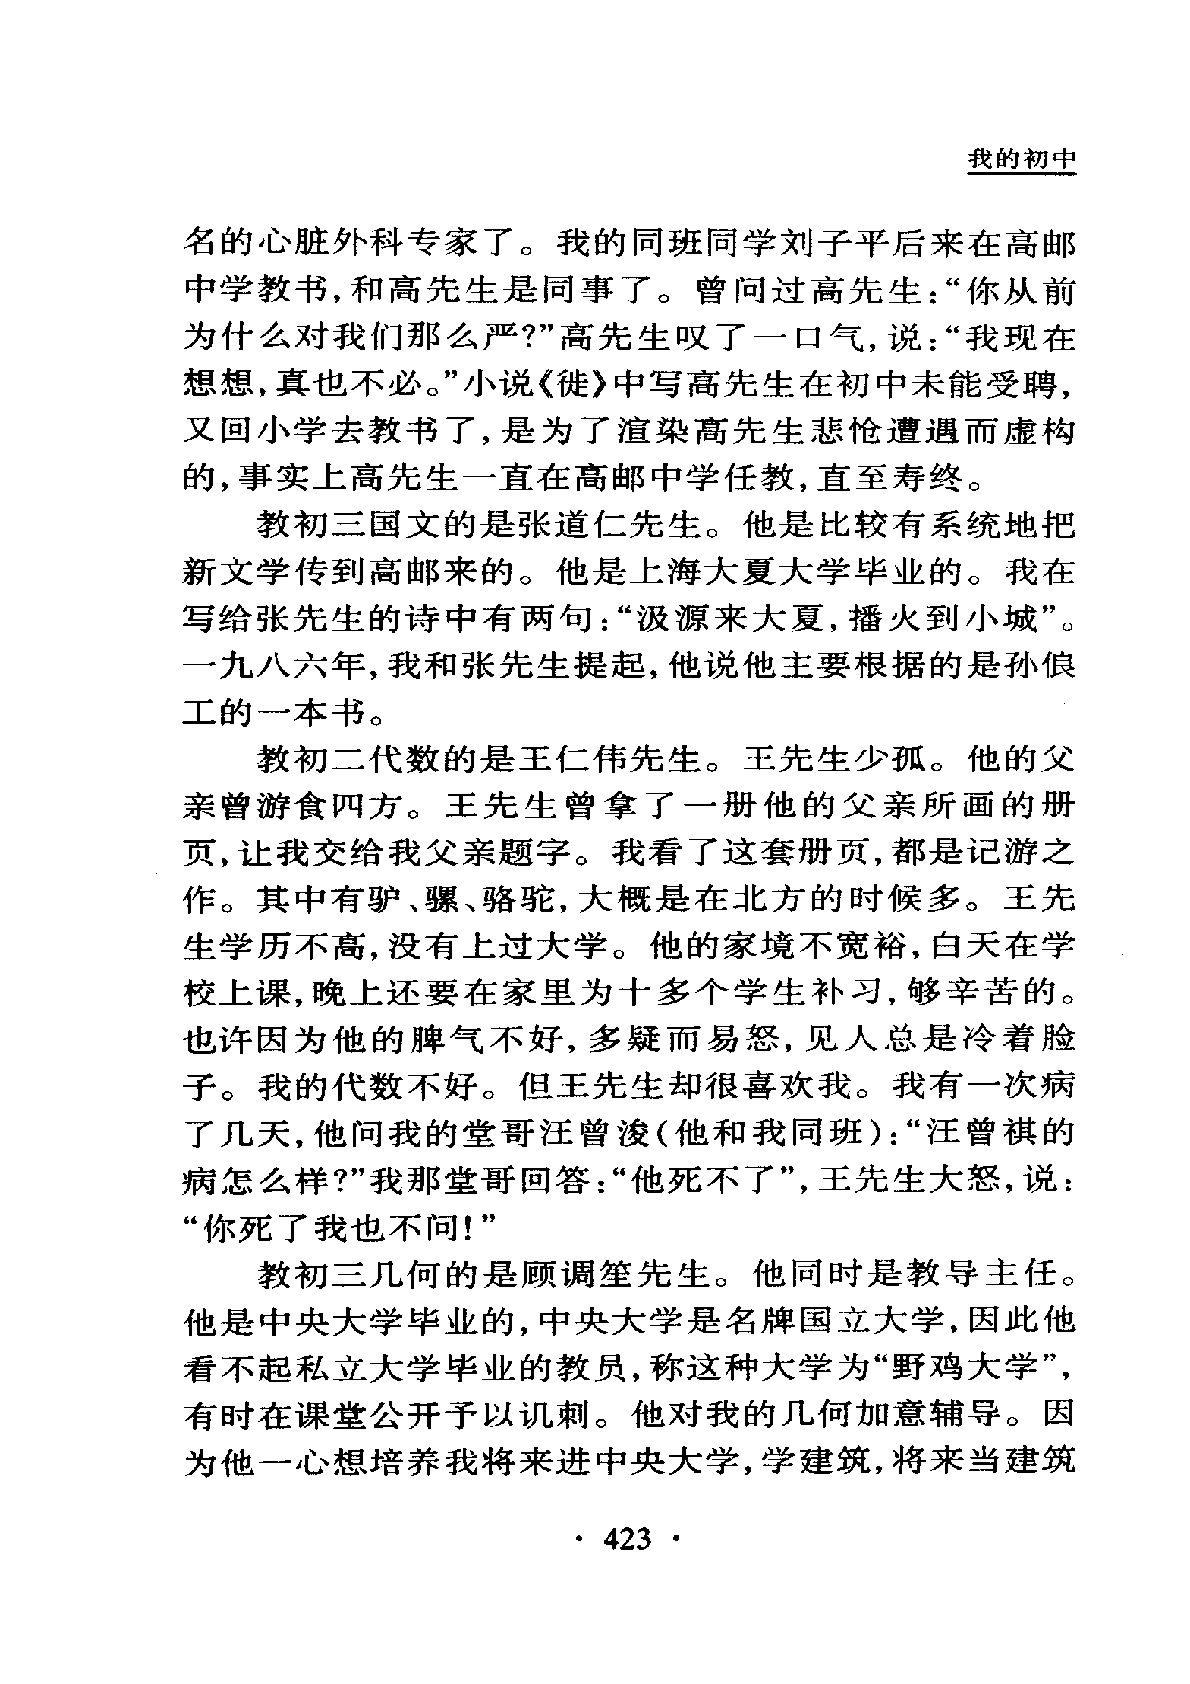 我的初中
名的心脏外科专家了。我的同班同学刘子平后来在高邮
中学教书,和高先生是同事了。曾问过高先生:“你从前
为什么对我们那么严?”高先生叹了一口气,说:“我现在
想想,真也不必。”小说《徙》中写高先生在初中未能受聘,
又回小学去教书了,是为了渲染高先生悲怆遭遇而虚构
的,事实上高先生一直在高邮中学任教,直至寿终。
教初三国文的是张道仁先生。他是比较有系统地把
新文学传到高邮来的。他是上海大夏大学毕业的。我在
写给张先生的诗中有两句:“汲源来大夏,播火到小城”。
一九八六年,我和张先生提起,他说他主要根据的是孙俍
工的一本书。
教初二代数的是王仁伟先生。王先生少孤。他的父
亲曾游食四方。王先生曾拿了一册他的父亲所画的册
页,让我交给我父亲题字。我看了这套册页,都是记游之
作。其中有驴、骡、骆驼,大概是在北方的时候多。王先
生学历不高,没有上过大学。他的家境不宽裕,白天在学
校上课,晚上还要在家里为十多个学生补习,够辛苦的。
也许因为他的脾气不好,多疑而易怒,见人总是冷着脸
子。我的代数不好。但王先生却很喜欢我。我有一次病
了几天,他问我的堂哥汪曾浚(他和我同班):“汪曾祺的
病怎么样?”我那堂哥回答:“他死不了”,王先生大怒,说:
“你死了我也不问!”
教初三几何的是顾调笙先生。他同时是教导主任。
他是中央大学毕业的,中央大学是名牌国立大学,因此他
看不起私立大学毕业的教员,称这种大学为“野鸡大学”,
有时在课堂公开予以讥刺。他对我的几何加意辅导。因
为他一心想培养我将来进中央大学,学建筑,将来当建筑
· 423 ·